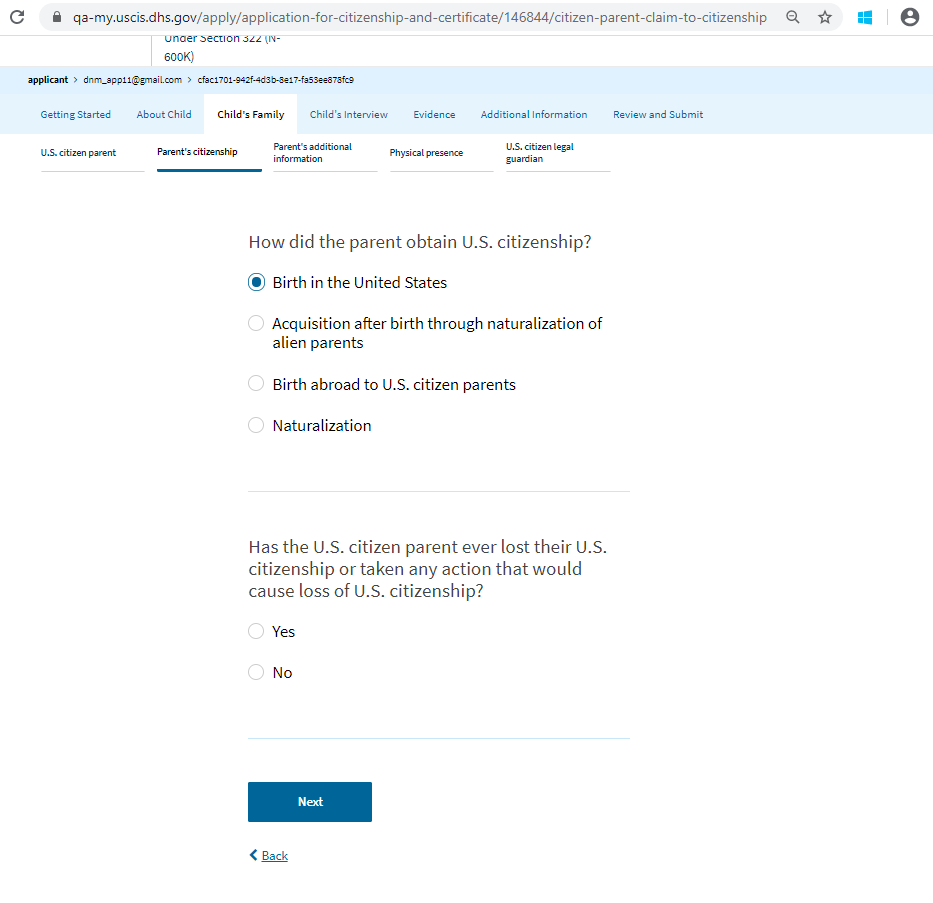 qa-my.uscis.dhs.gov/apply/application-for-citizenship-and-certificate/146844/citizen-parent-claim-to-citizenship
Under Section 322 (N-
600K)
applicant > dnm_app11@gmail.com > cfac1701-942f-4d3b-8e17-fa53ee878fc9
Getting Started About Child Child's Family Child's Interview Evidence Additional Information Review and Submit
U.S. citizen parent
Parent's citizenship
Parent's additional
information
Physical presence
U.S. citizen legal
guardian
How did the parent obtain U.S. citizenship?
Birth in the United States
Acquisition after birth through naturalization of
alien parents
Birth abroad to U.S. citizen parents
Naturalization
Has the U.S. citizen parent ever lost their U.S.
citizenship or taken any action that would
cause loss of U.S. citizenship?
Yes
No
Next
Back